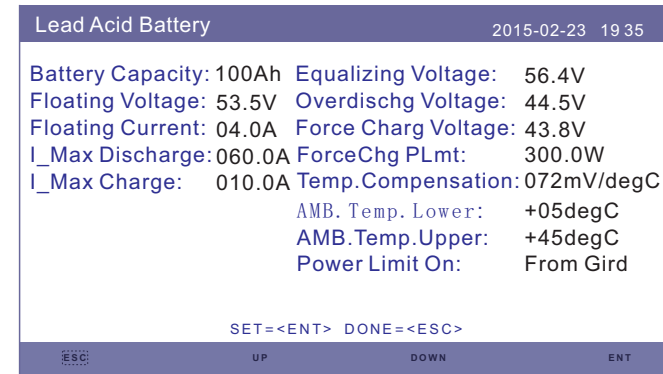 Lead Acid Battery 2015-02-23 19 35
Battery Capacity: 100Ah Equalizing Voltage: 56.4V
Floating Voltage: 53.5V Overdischg Voltage: 44.5V
Floating Current: 04.0A Force Charg Voltage: 43.8V
I_Max Discharge: 060.0A ForceChg PLmt: 300.0W
I_Max Charge: 010.0A Temp.Compensation: 072mV/degC
AMB.Temp.Lower: +05degC
AMB.Temp.Upper: +45degC
Power Limit On: From Gird
SET=<ENT> DONE=<ESC>
ESC UP DOWN ENT